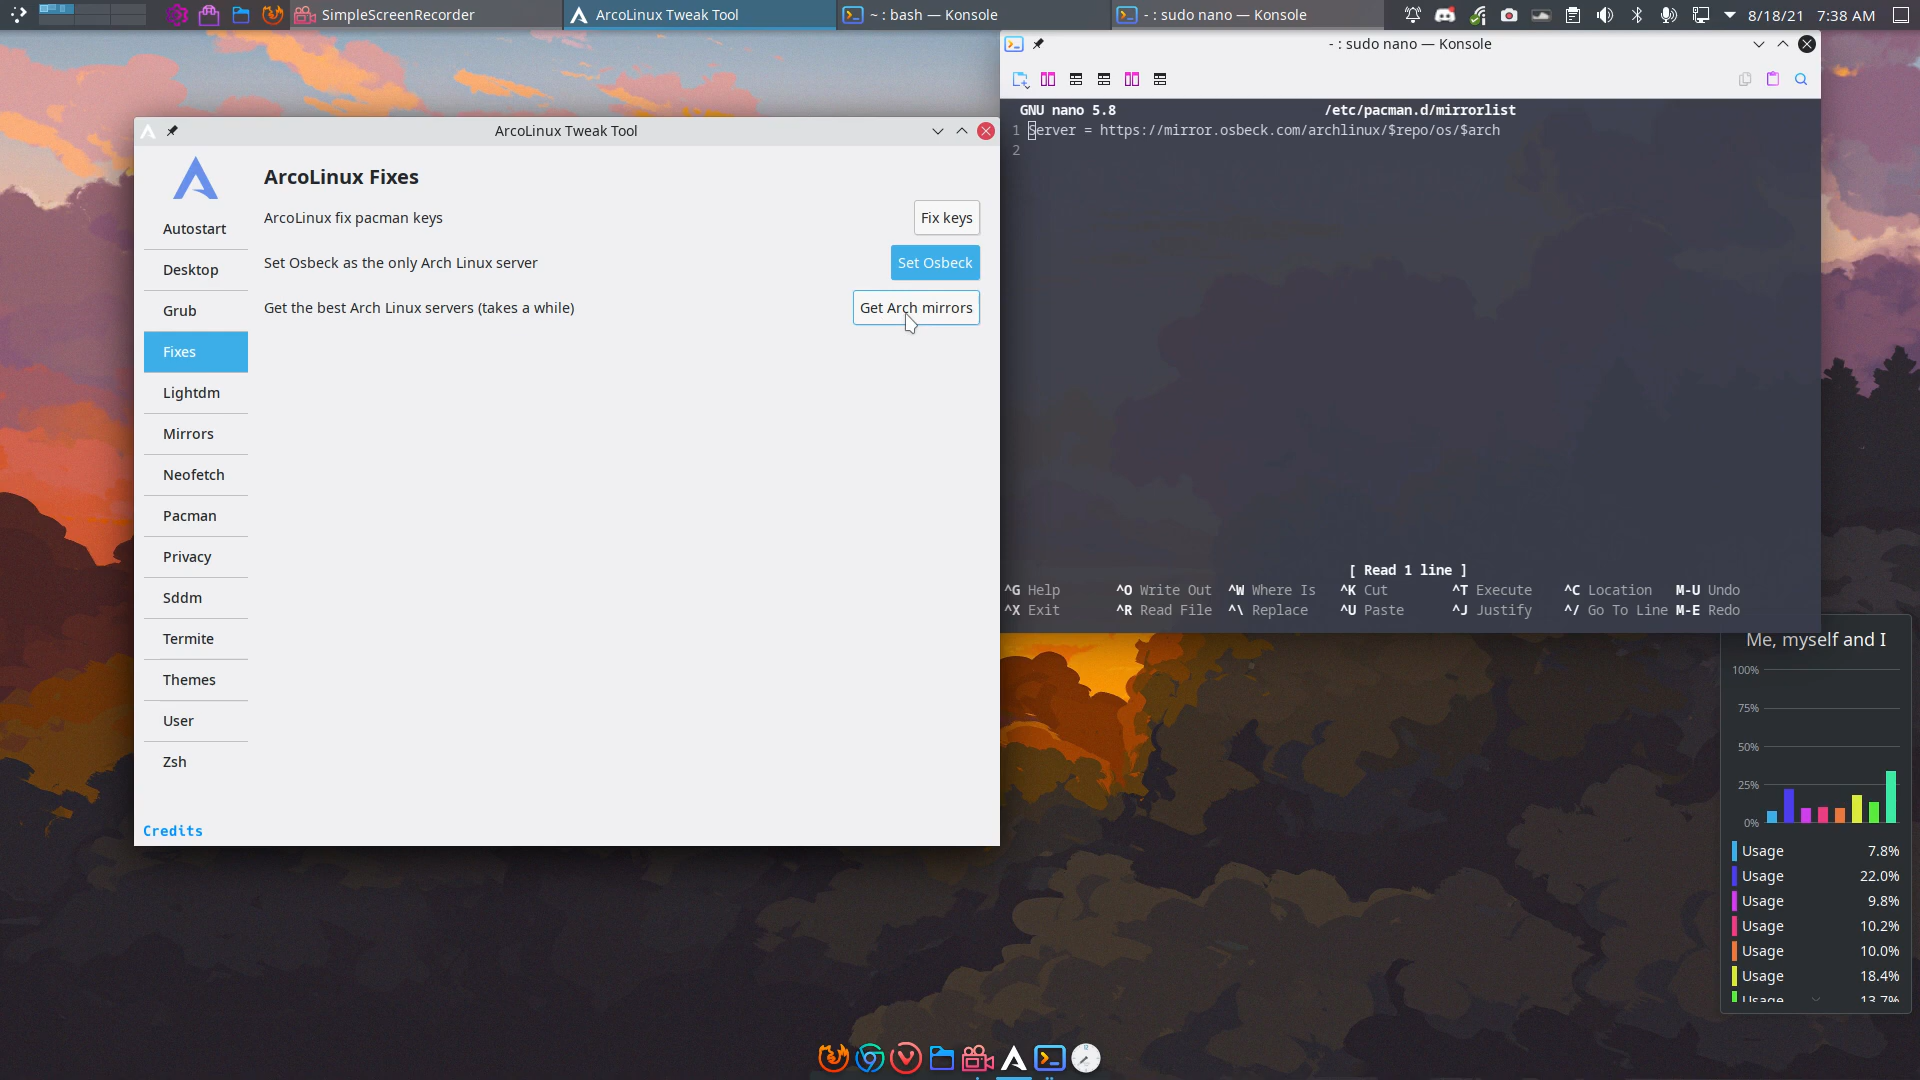 SimpleScreenRecorder
ArcoLinux Tweak Tool
~ : bash — Konsole
- : sudo nano — Konsole
8/18/21 7:38 AM
- : sudo nano — Konsole
GNU nano 5.8 /etc/pacman.d/mirrorlist
1 Server = https://mirror.osbeck.com/archlinux/$repo/os/$arch
2
[ Read 1 line ]
^G Help ^O Write Out ^W Where Is ^K Cut ^T Execute ^C Location M-U Undo
^X Exit ^R Read File ^\ Replace ^U Paste ^J Justify ^/ Go To Line M-E Redo
ArcoLinux Tweak Tool
Autostart
Desktop
Grub
Fixes
Lightdm
Mirrors
Neofetch
Pacman
Privacy
Sddm
Termite
Themes
User
Zsh
Credits
ArcoLinux Fixes
ArcoLinux fix pacman keys Fix keys
Set Osbeck as the only Arch Linux server Set Osbeck
Get the best Arch Linux servers (takes a while) Get Arch mirrors
Me, myself and I
100%
75%
50%
25%
0%
Usage 7.8%
Usage 22.0%
Usage 9.8%
Usage 10.2%
Usage 10.0%
Usage 18.4%
Usage 13.7%